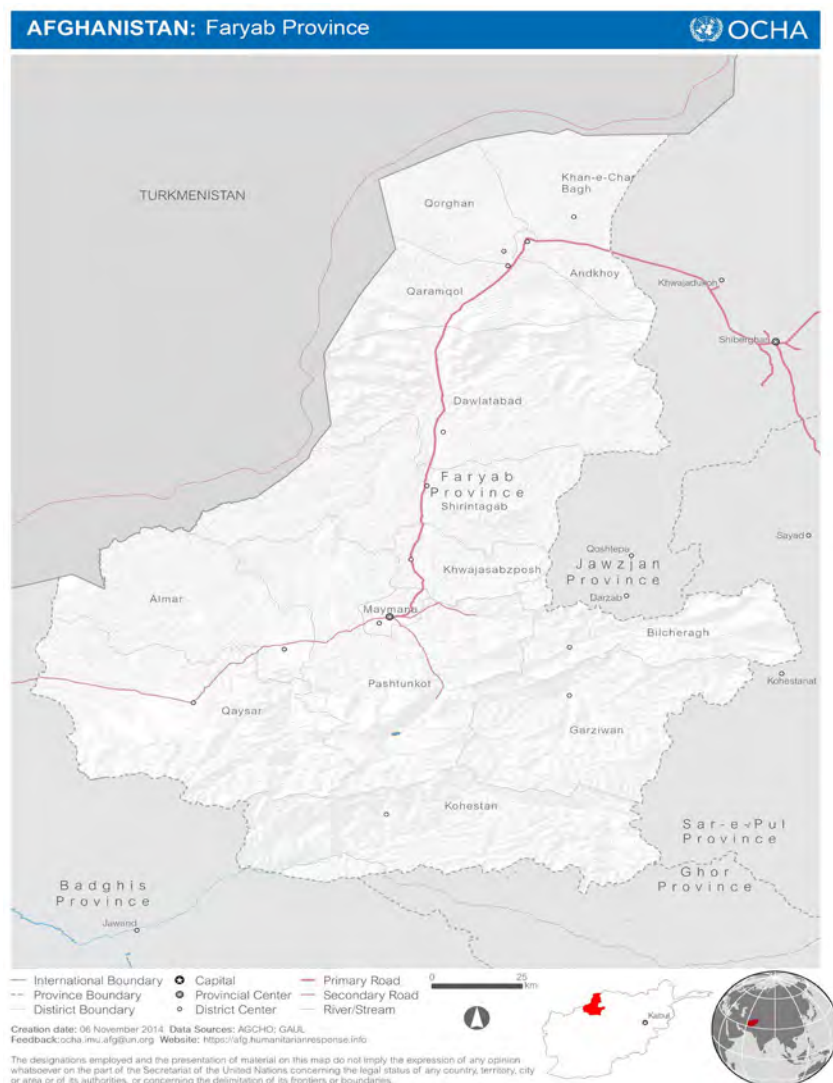 AFGHANISTAN: Faryab Province
OCHA
TURKMENISTAN
Khan-e-Char
Bagh
Qorghan
Andkhoy
Qaramqol
Khwajadukoh
Shiberghan
Dawlatabad
Faryab
Province
Shirintagab
Sayad
Qoshtepa
Jawzjan
Province
Khwajasabzposh
Darzab
Almar
Maymana
Bilcheragh
Kohestanat
Pashtunkot
Qaysar
Garziwan
Kohestan
Sar-e-Pul
Province
Ghor
Province
Badghis
Province
Jawand
International Boundary
Province Boundary
Distirict Boundary
Capital
Provincial Center
District Center
Primary Road
Secondary Road
River/Stream
0 25
km
Kabul
Creation date: 06 November 2014 Data Sources: AGCHO; GAUL
Feedback:ocha.imu.afg@un.org Website: https://afg.humanitarianresponse.info
The designations employed and the presentation of material on this map do not imply the expression of any opinion
whatsoever on the part of the Secretariat of the United Nations concerning the legal status of any country, territory, city
or area or of its authorities, or concerning the delimitation of its frontiers or boundaries.